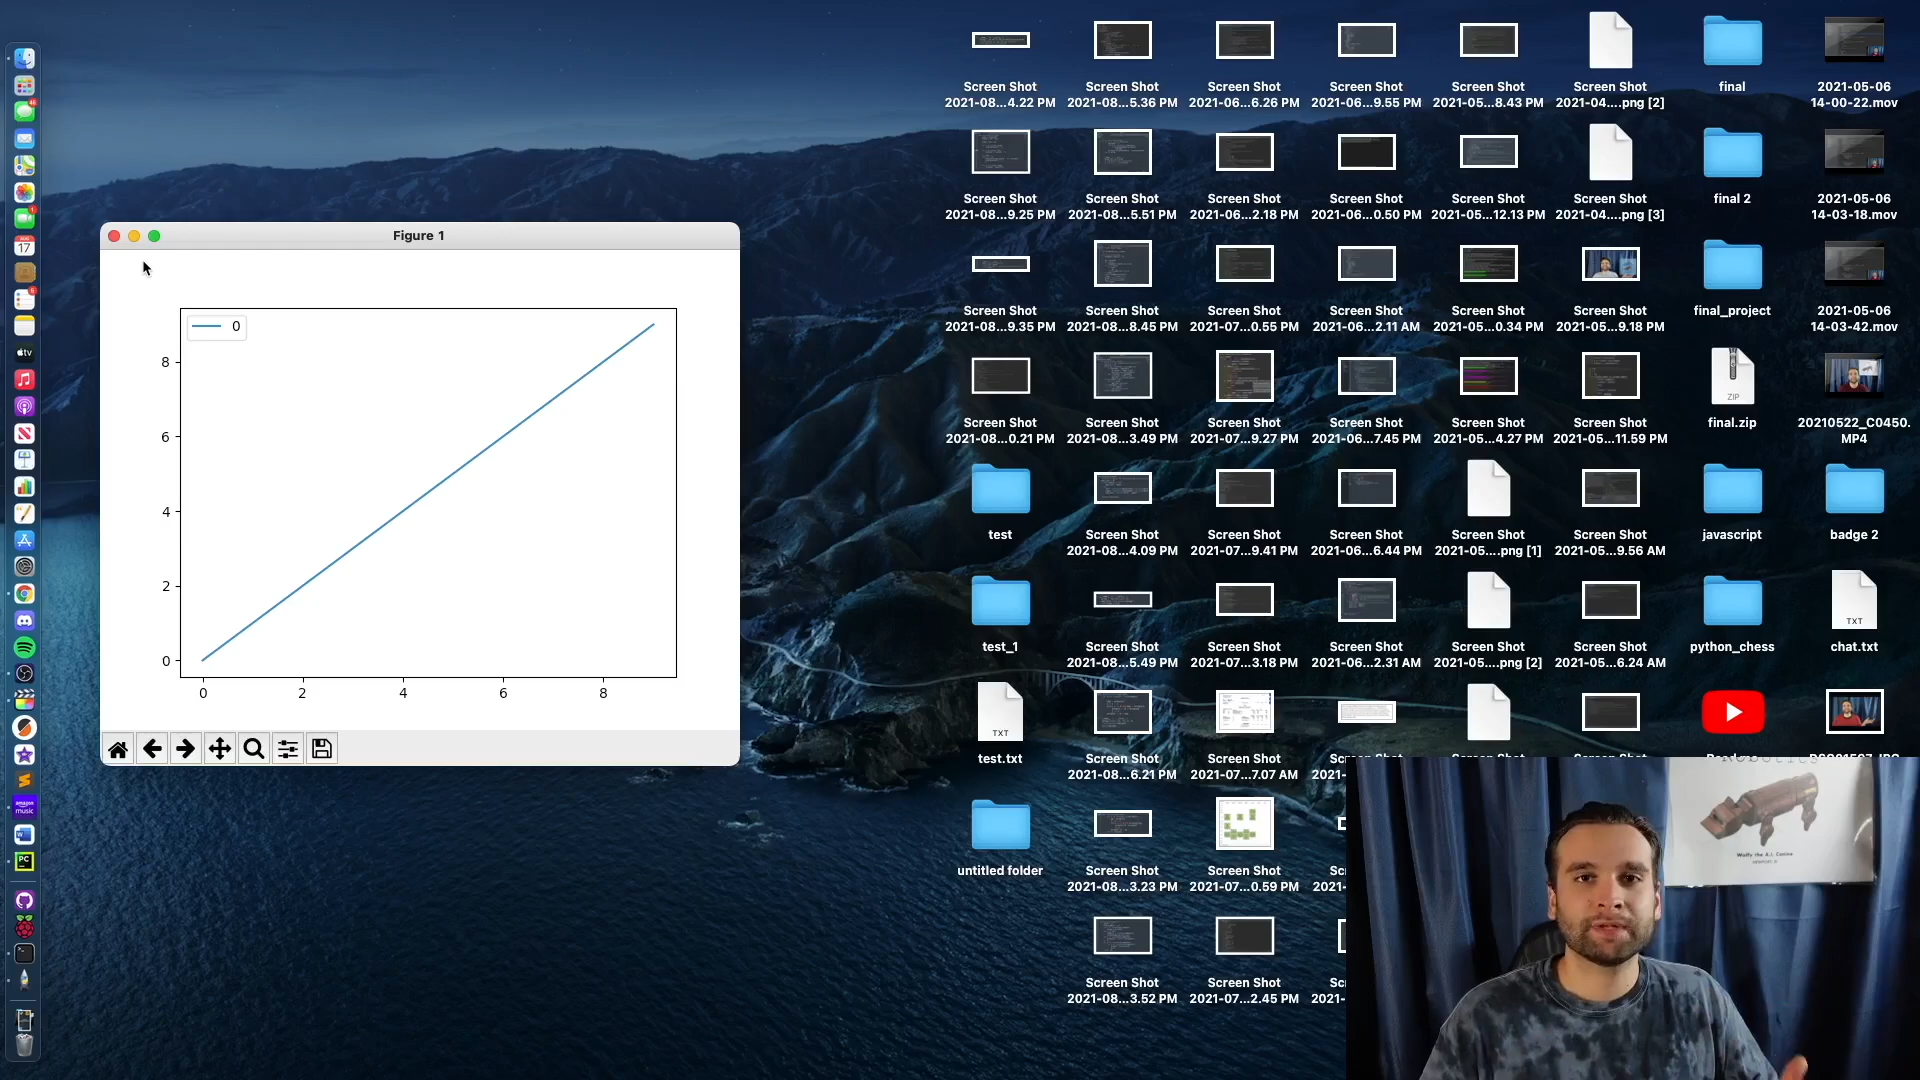 Figure 1
0
8
6
4
2
0
0
2
4
6
8
Screen Shot
2021-08...4.22 PM
Screen Shot
2021-08...5.36 PM
Screen Shot
2021-06...6.26 PM
Screen Shot
2021-06...9.55 PM
Screen Shot
2021-05...8.43 PM
Screen Shot
2021-04....png [2]
final
2021-05-06
14-00-22.mov
Screen Shot
2021-08...9.25 PM
Screen Shot
2021-08...5.51 PM
Screen Shot
2021-06...2.18 PM
Screen Shot
2021-06...0.50 PM
Screen Shot
2021-05...12.13 PM
Screen Shot
2021-04....png [3]
final 2
2021-05-06
14-03-18.mov
Screen Shot
2021-08...9.35 PM
Screen Shot
2021-08...8.45 PM
Screen Shot
2021-07...0.55 PM
Screen Shot
2021-06...2.11 AM
Screen Shot
2021-05...0.34 PM
Screen Shot
2021-05...9.18 PM
final_project
2021-05-06
14-03-42.mov
Screen Shot
2021-08...0.21 PM
Screen Shot
2021-08...3.49 PM
Screen Shot
2021-07...9.27 PM
Screen Shot
2021-06...7.45 PM
Screen Shot
2021-05...4.27 PM
Screen Shot
2021-05...11.59 PM
ZIP
final.zip
20210522_C0450.
MP4
test
Screen Shot
2021-08...4.09 PM
Screen Shot
2021-07...9.41 PM
Screen Shot
2021-06...6.44 PM
Screen Shot
2021-05....png [1]
Screen Shot
2021-05...9.56 AM
javascript
badge 2
test_1
Screen Shot
2021-08...5.49 PM
Screen Shot
2021-07...3.18 PM
Screen Shot
2021-06...2.31 AM
Screen Shot
2021-05....png [2]
Screen Shot
2021-05...6.24 AM
python_chess
TXT
chat.txt
TXT
test.txt
Screen Shot
2021-08...6.21 PM
Screen Shot
2021-07...7.07 AM
2021-
untitled folder
Screen Shot
2021-08...3.23 PM
Screen Shot
2021-07...0.59 PM
Scr
2021-
Screen Shot
2021-08...3.52 PM
Screen Shot
2021-07...2.45 PM
Scr
2021-
17
tv
amazon
music
W
PC
Wolfy the A.I. Canine